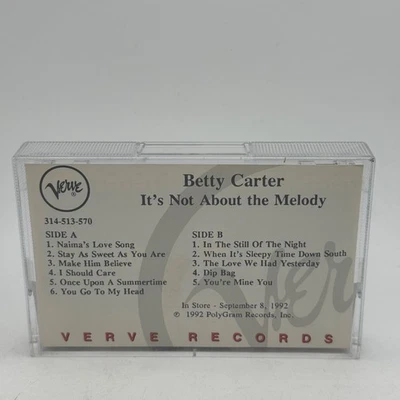 Verve
Betty Carter
It's Not About the Melody
314-513-570
SIDE A
1. Naima's Love Song
2. Stay As Sweet As You Are
3. Make Him Believe
4. I Should Care
5. Once Upon A Summertime
6. You Go To My Head
SIDE B
1. In The Still Of The Night
2. When It's Sleepy Time Down South
3. The Love We Had Yesterday
4. Dip Bag
5. You're Mine You
In Store - September 8, 1992
℗ 1992 PolyGram Records, Inc.
VERVE RECORDS